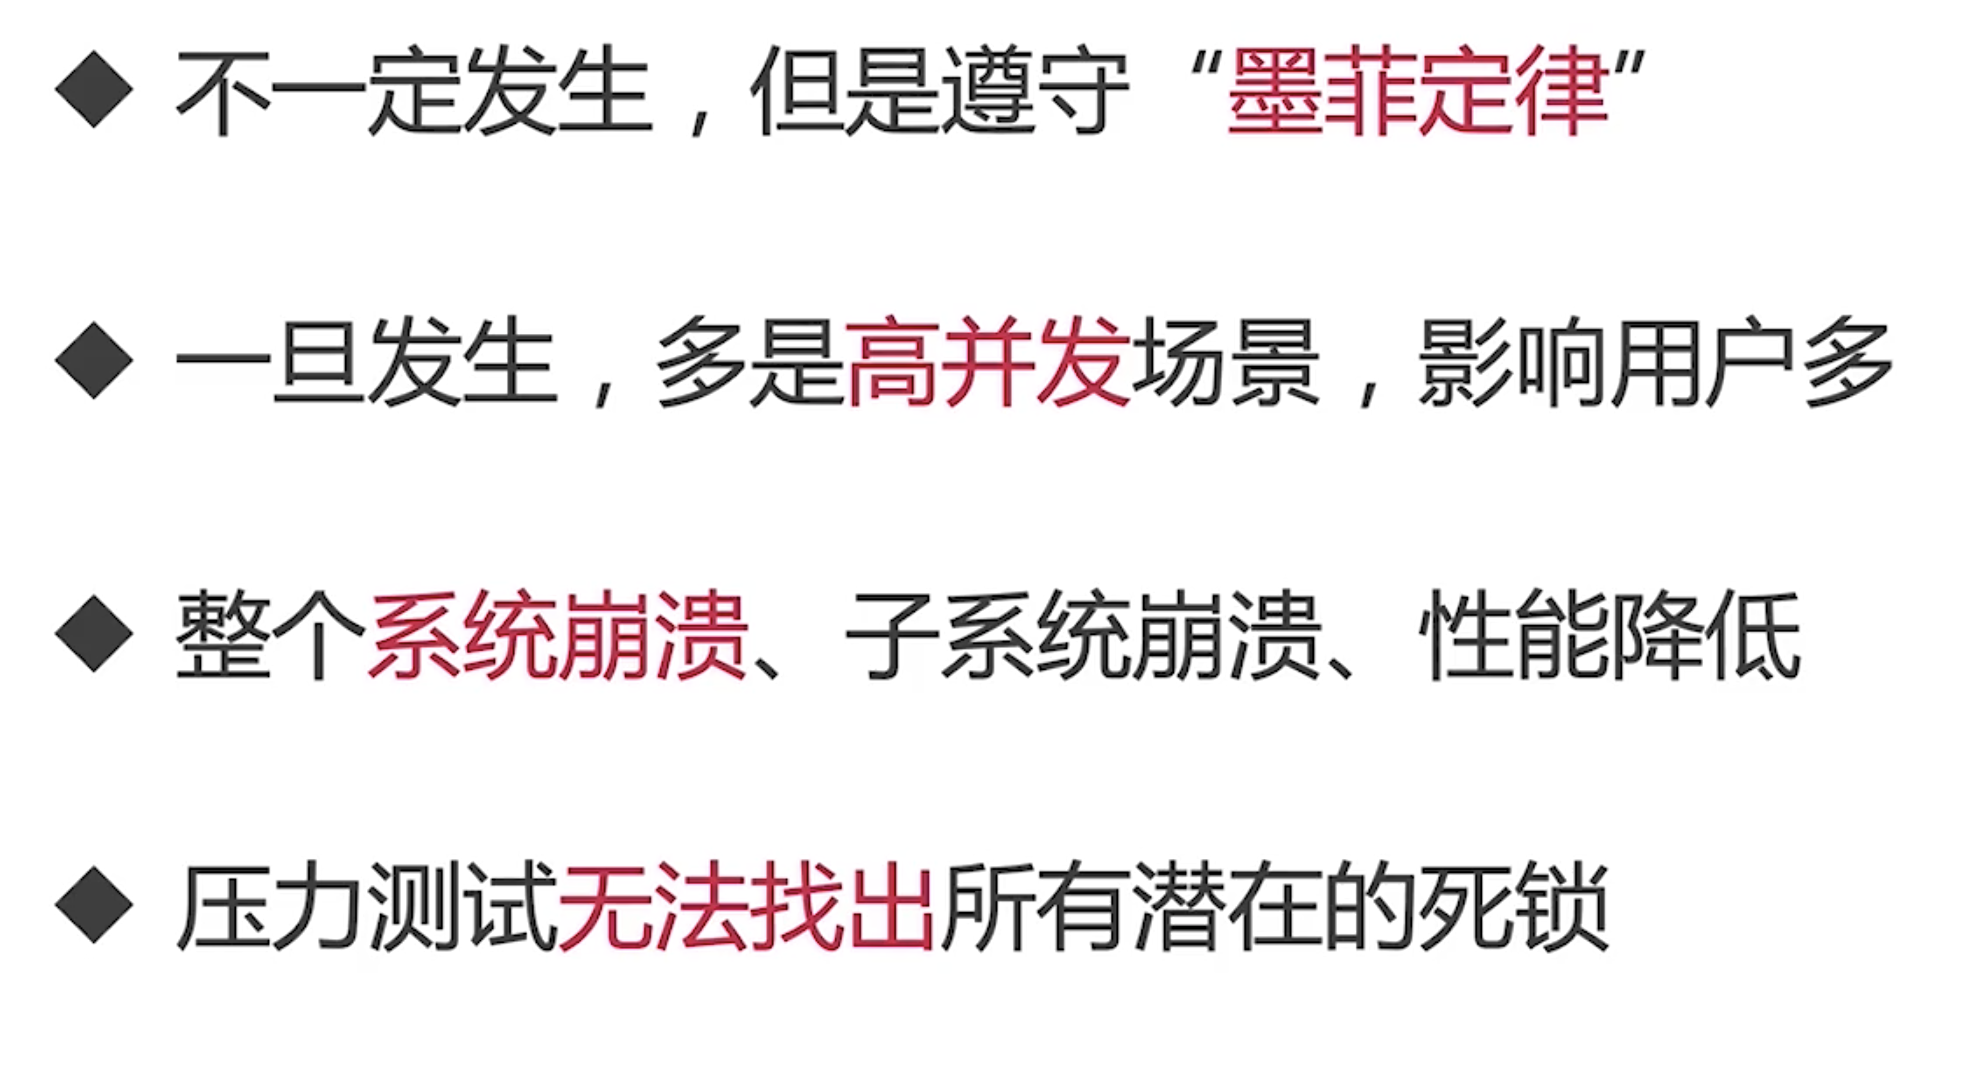 ◆ 不一定发生，但是遵守“墨菲定律”
◆ 一旦发生，多是高并发场景，影响用户多
◆ 整个系统崩溃、子系统崩溃、性能降低
◆ 压力测试无法找出所有潜在的死锁